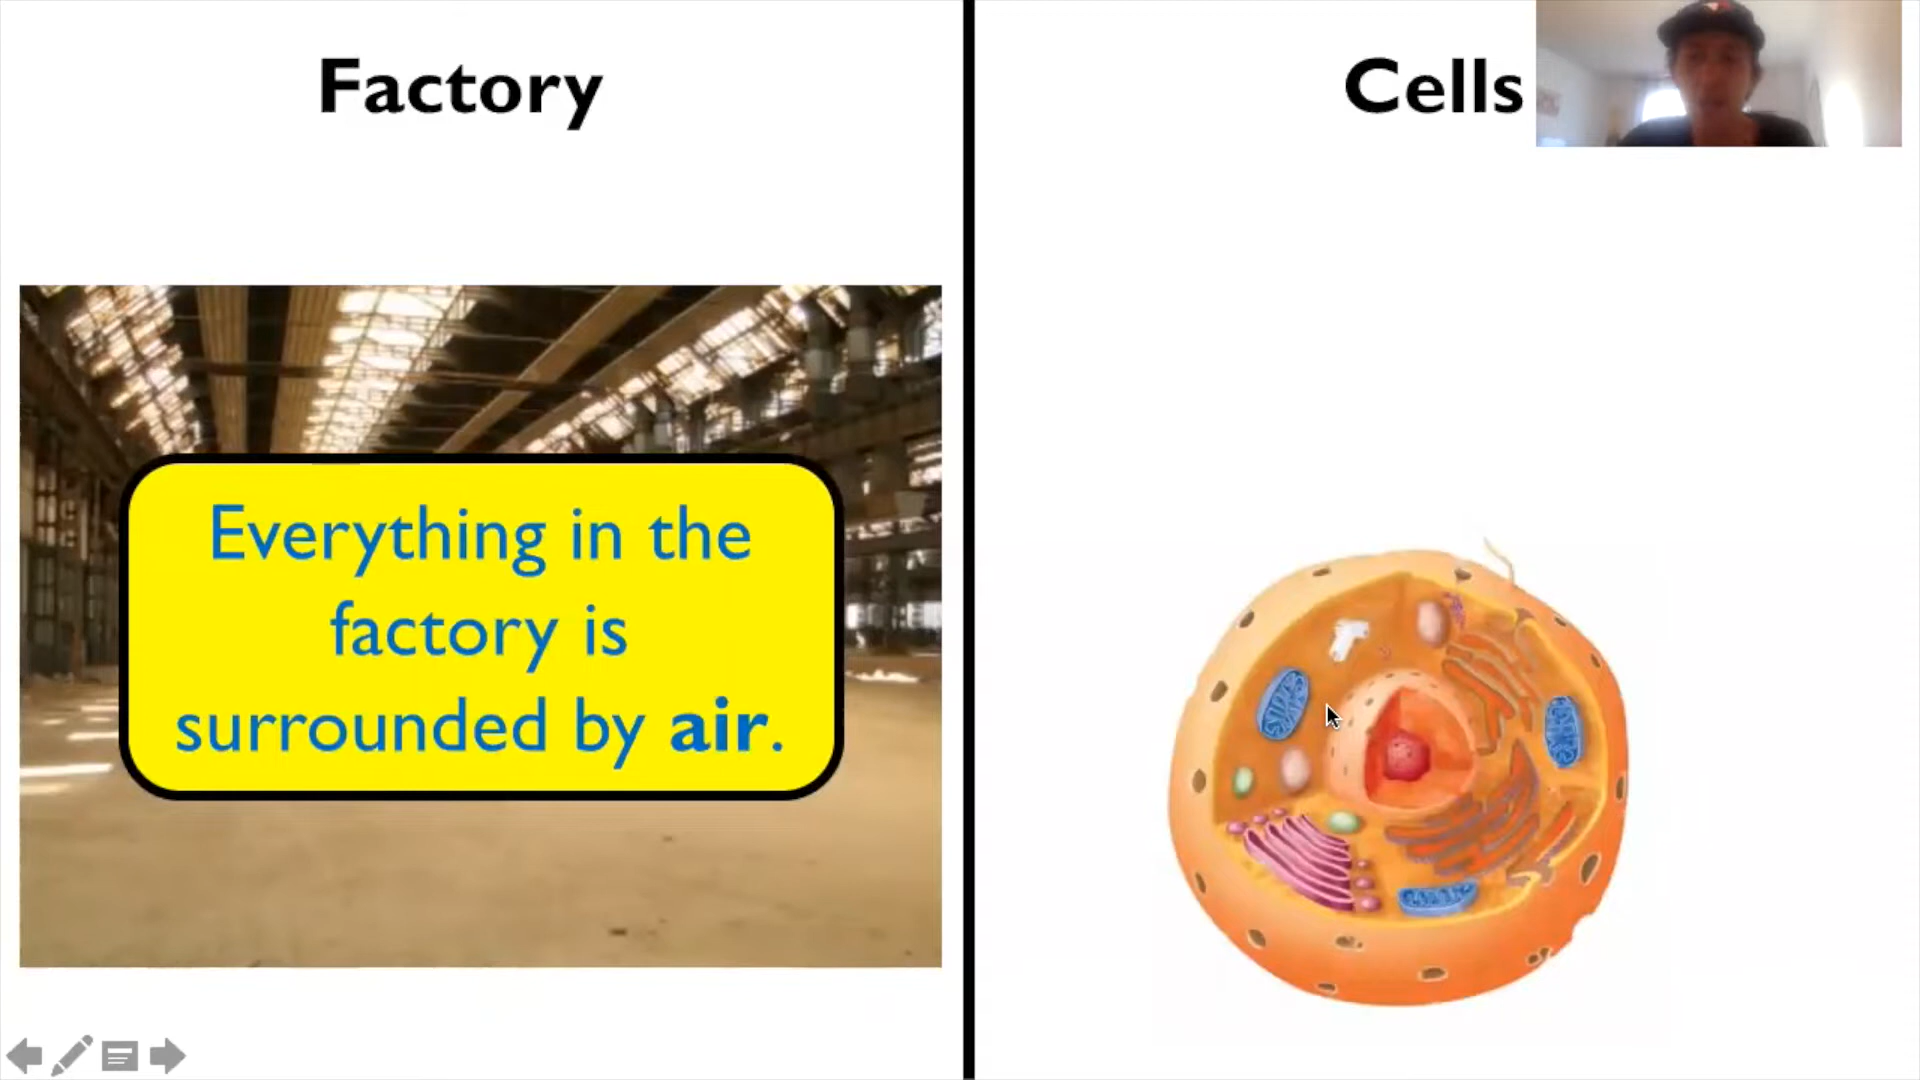 Factory
Cells
Everything in the
factory is
surrounded by air.